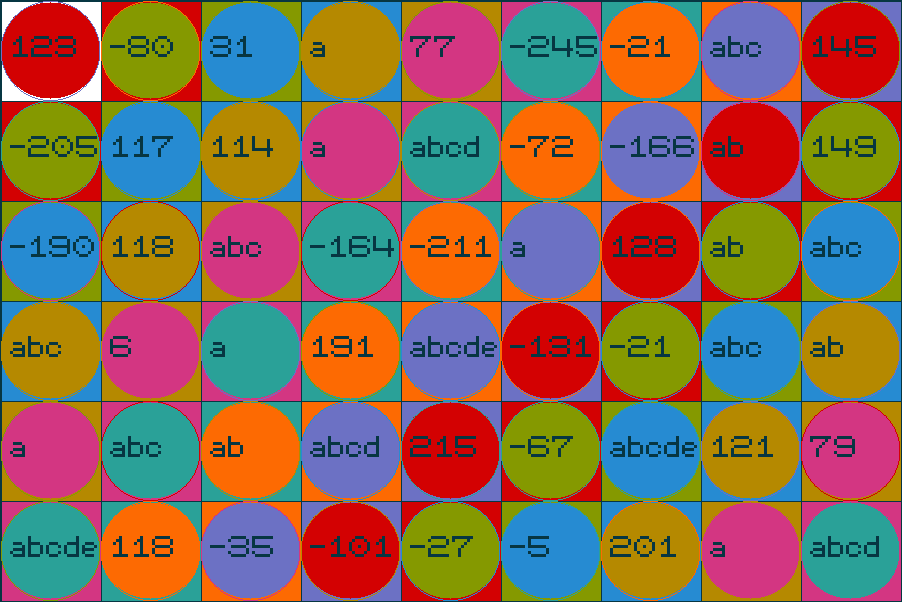 123 -80 31 a 77 -245 -21 abc 145
-205 117 114 a abcd -72 -166 ab 149
-190 118 abc -164 -211 a 128 ab abc
abc 6 a 191 abcde -131 -21 abc ab
a abc ab abcd 215 -67 abcde 121 79
abcde 118 -35 -101 -27 -5 201 a abcd